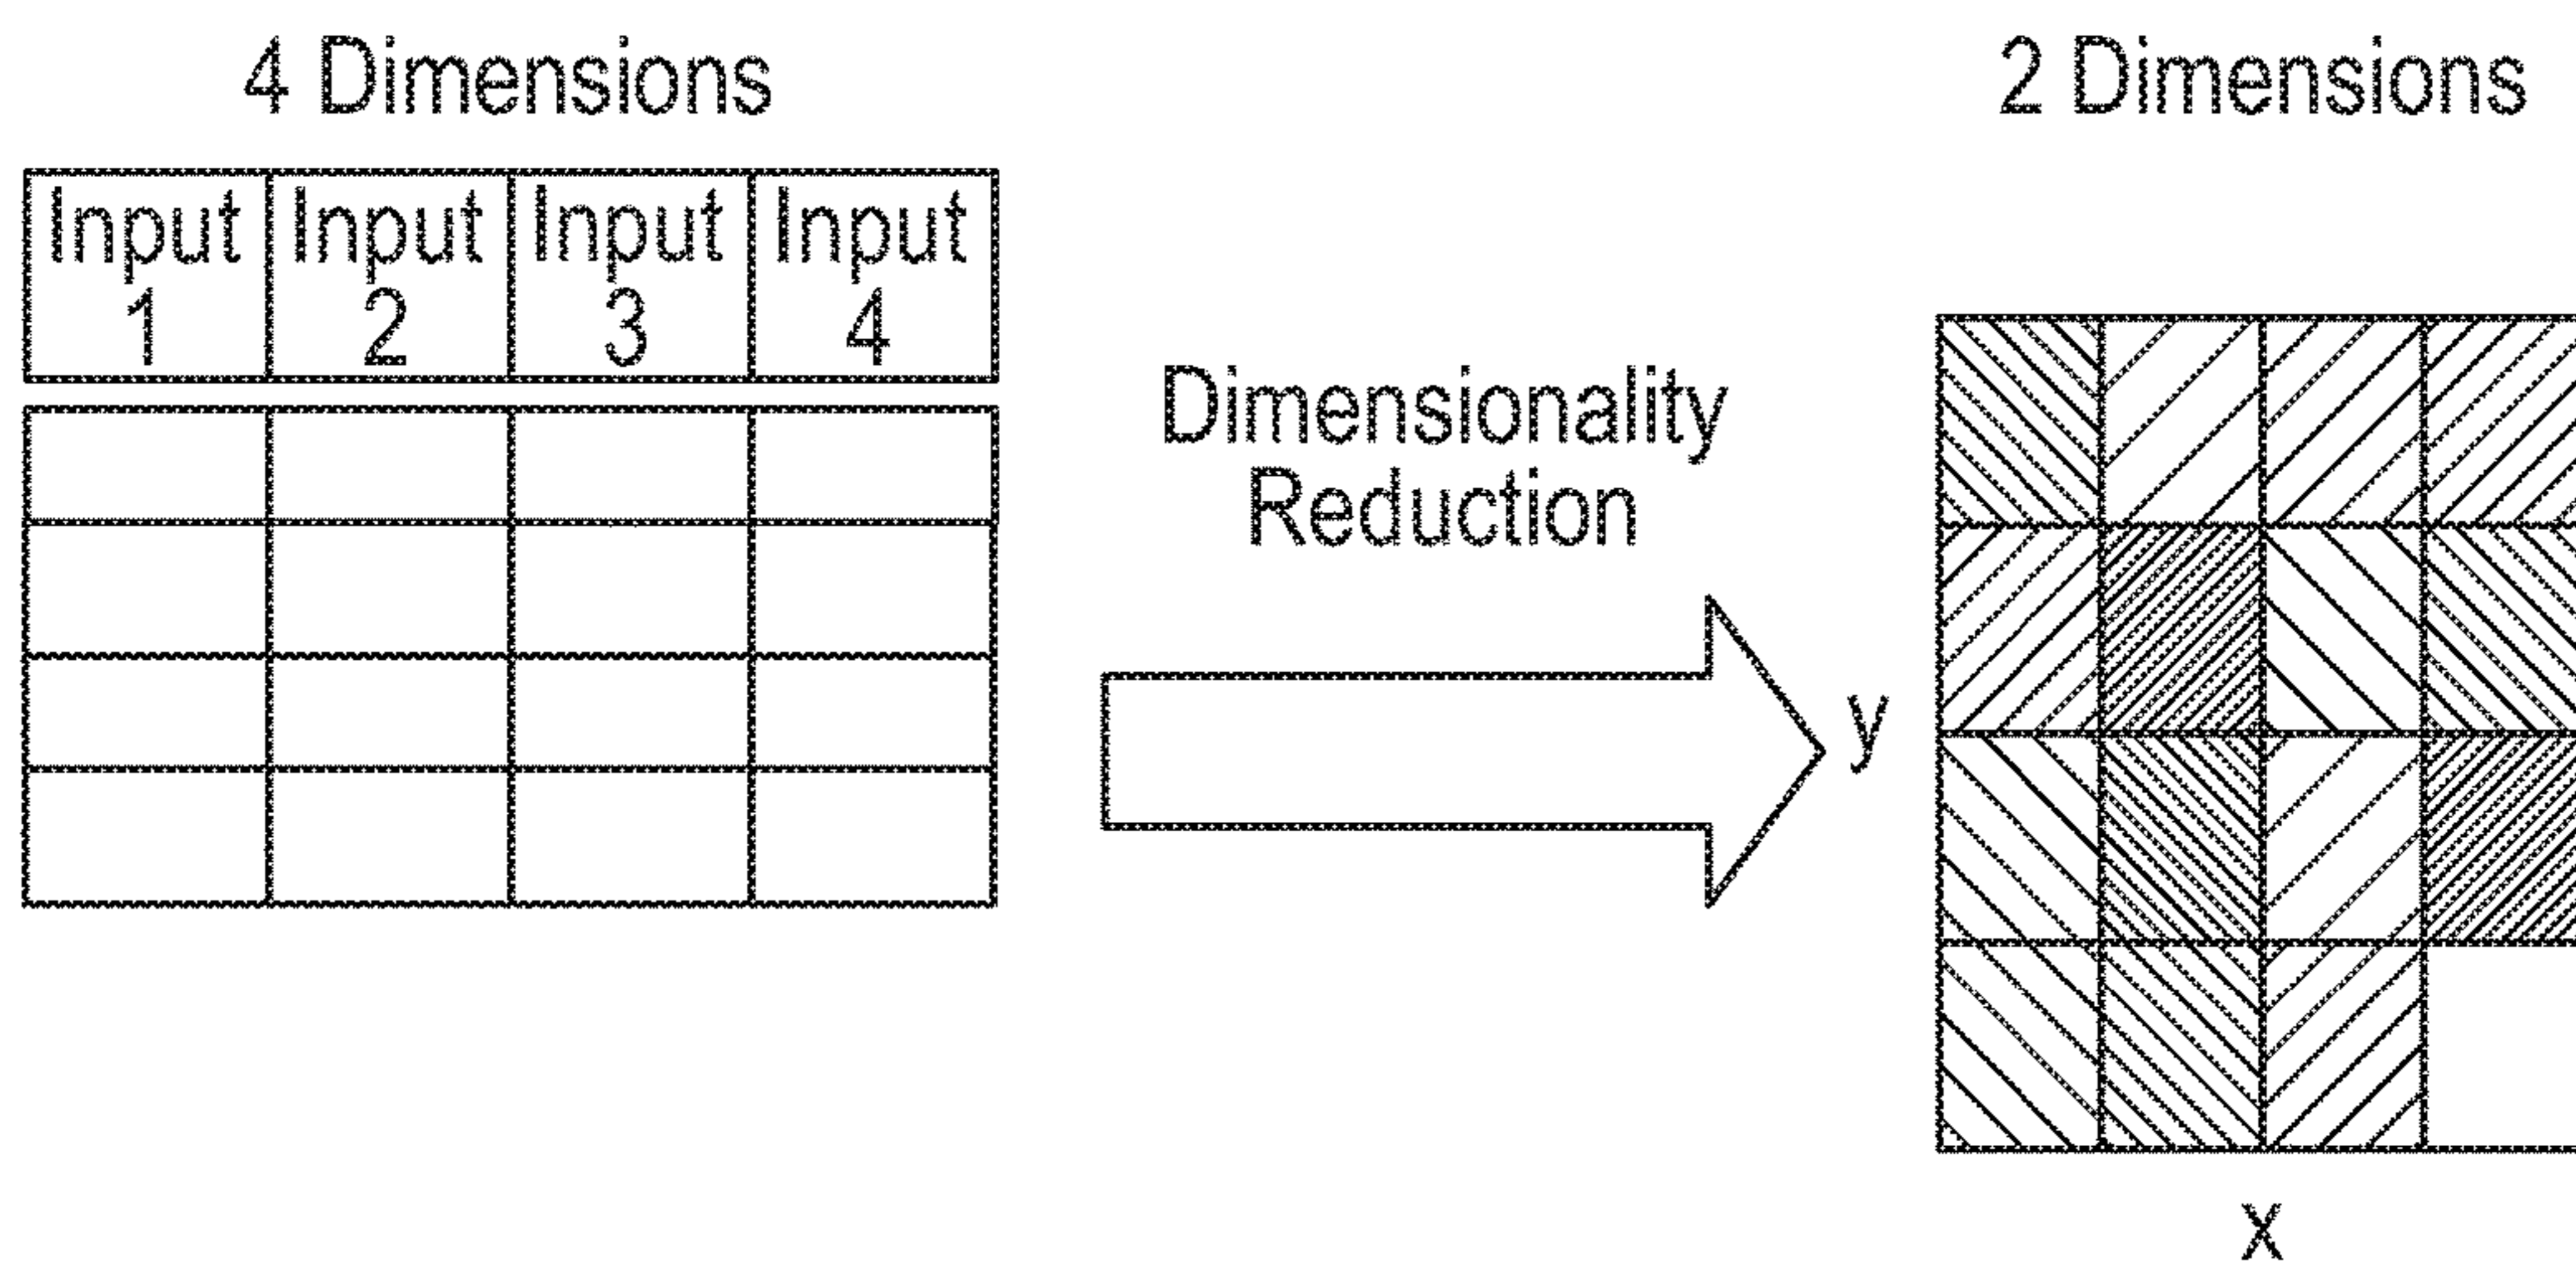 4 Dimensions
Input 1
Input 2
Input 3
Input 4
Dimensionality
Reduction
2 Dimensions
y
x